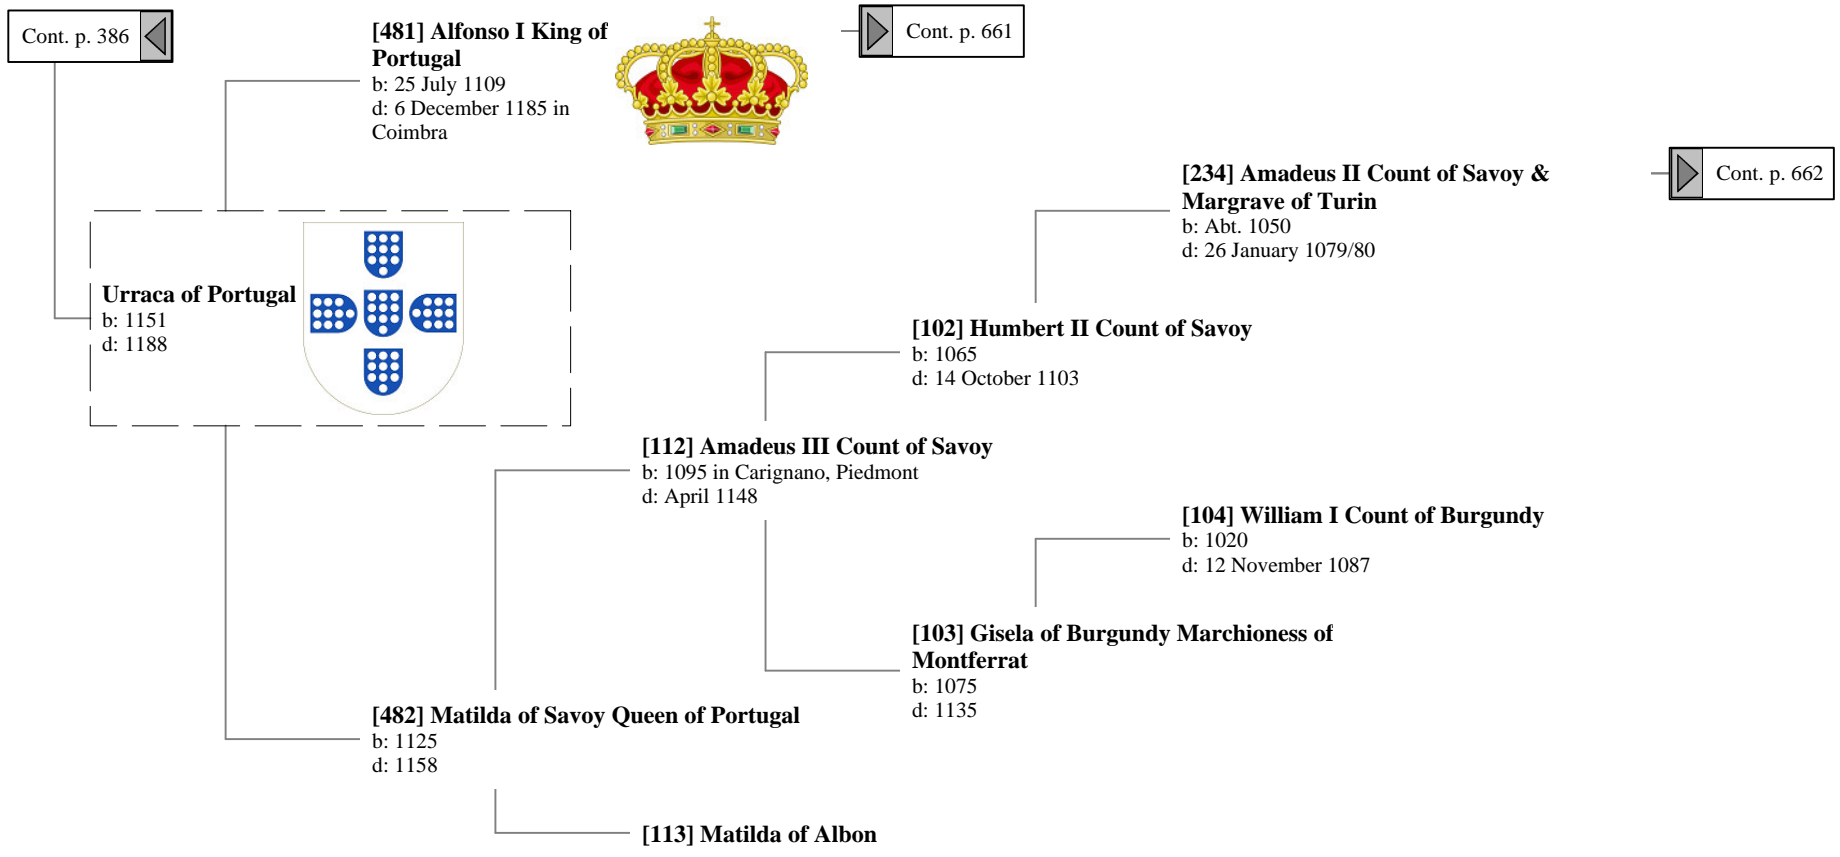 Cont. p. 386
[481] Alfonso I King of
Portugal
b: 25 July 1109
d: 6 December 1185 in
Coimbra
Cont. p. 661
[234] Amadeus II Count of Savoy &
Margrave of Turin
b: Abt. 1050
d: 26 January 1079/80
Cont. p. 662
Urraca of Portugal
b: 1151
d: 1188
[102] Humbert II Count of Savoy
b: 1065
d: 14 October 1103
[112] Amadeus III Count of Savoy
b: 1095 in Carignano, Piedmont
d: April 1148
[104] William I Count of Burgundy
b: 1020
d: 12 November 1087
[103] Gisela of Burgundy Marchioness of
Montferrat
b: 1075
d: 1135
[482] Matilda of Savoy Queen of Portugal
b: 1125
d: 1158
[113] Matilda of Albon